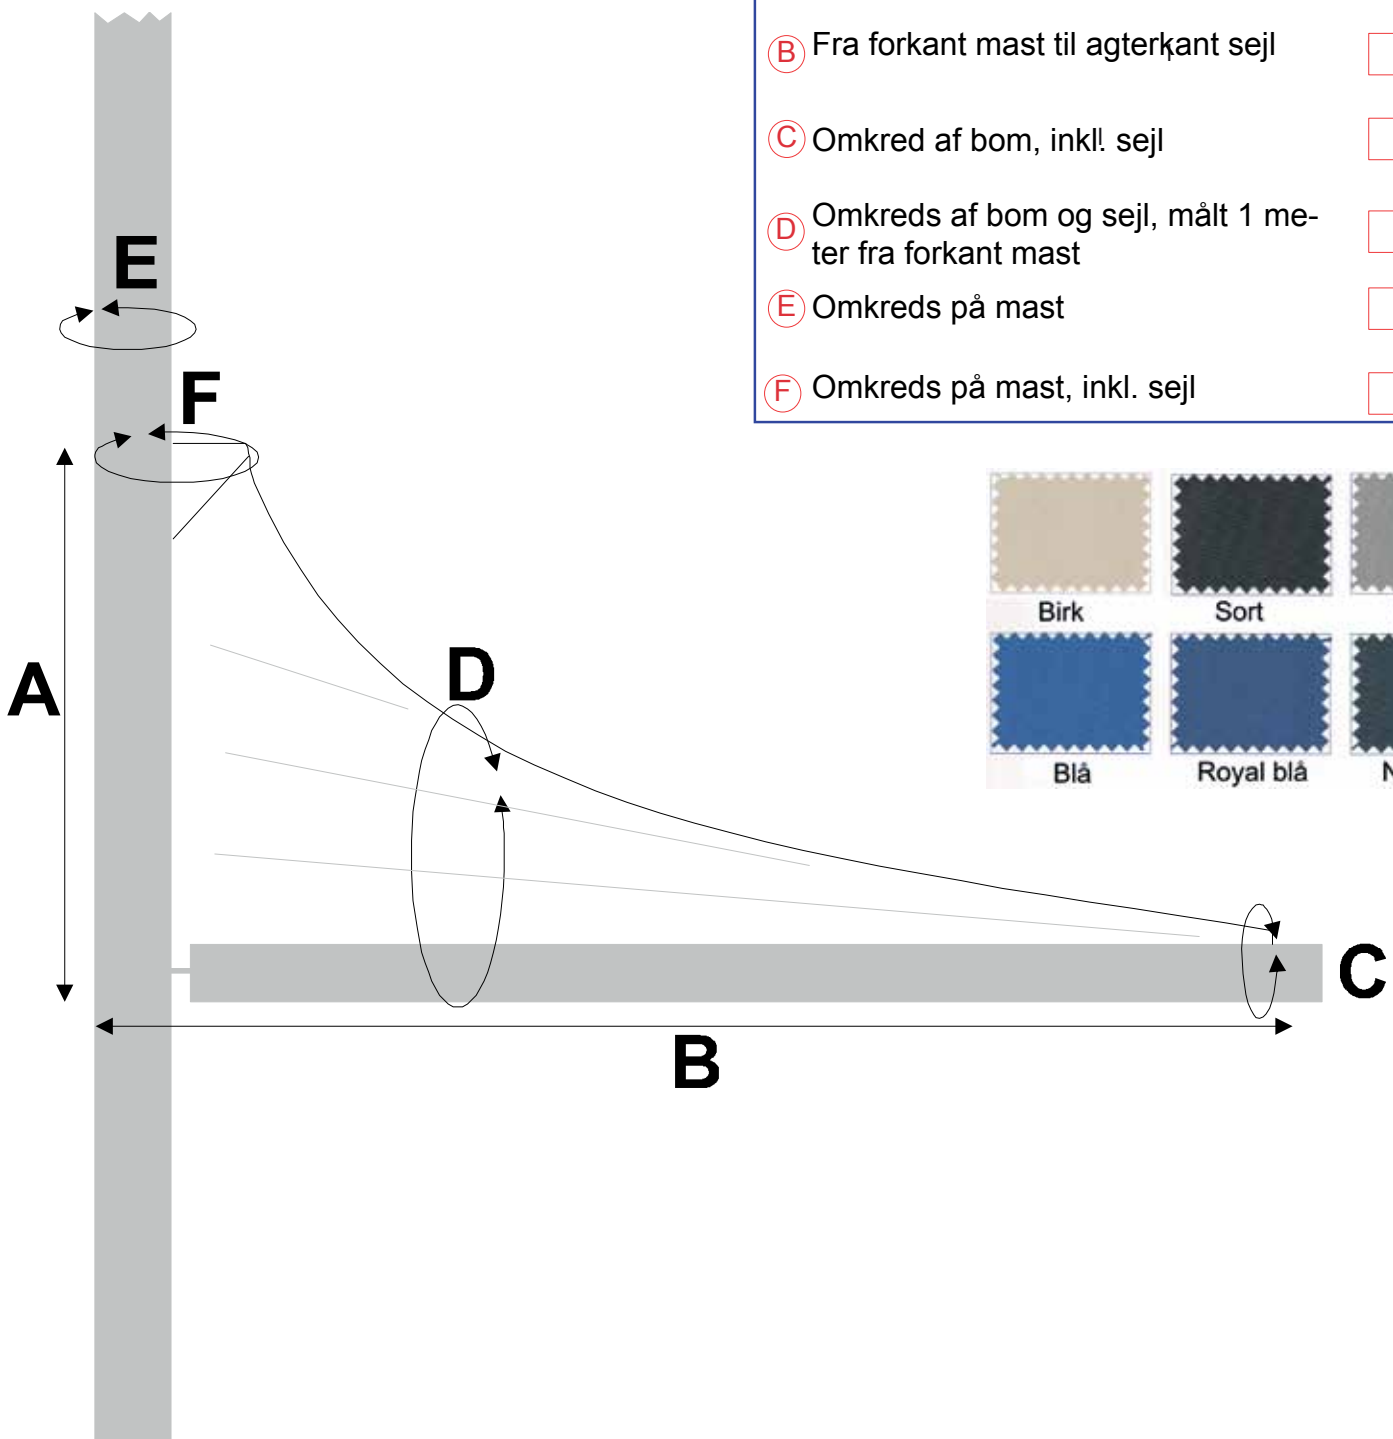 B Fra forkant mast til agterkant sejl
C Omkred af bom, inkl. sejl
D Omkreds af bom og sejl, målt 1 me-
ter fra forkant mast
E Omkreds på mast
F Omkreds på mast, inkl. sejl
E
F
A
D
C
B
Birk Sort
Blå Royal blå N